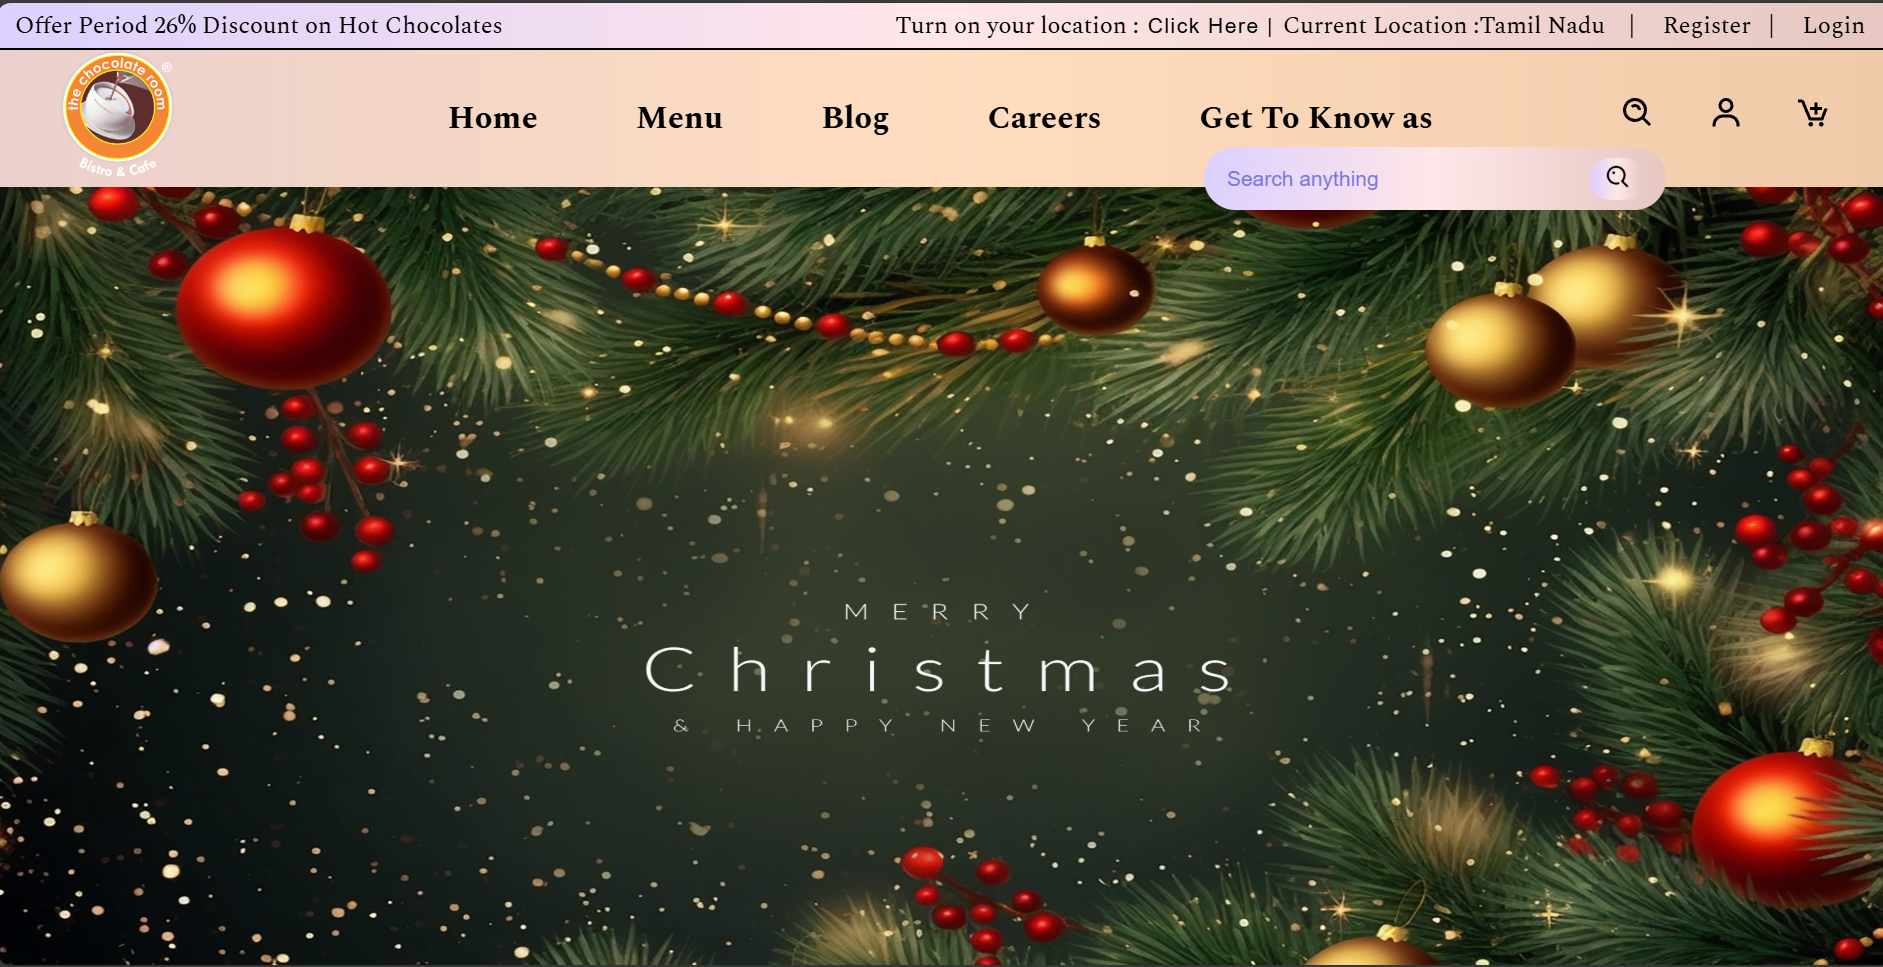 Offer Period 26% Discount on Hot Chocolates
Turn on your location : Click Here | Current Location :Tamil Nadu | Register | Login
the chocolate room ®
Bistro & Cafe
Home Menu Blog Careers Get To Know as
Search anything
MERRY
Christmas
& HAPPY NEW YEAR